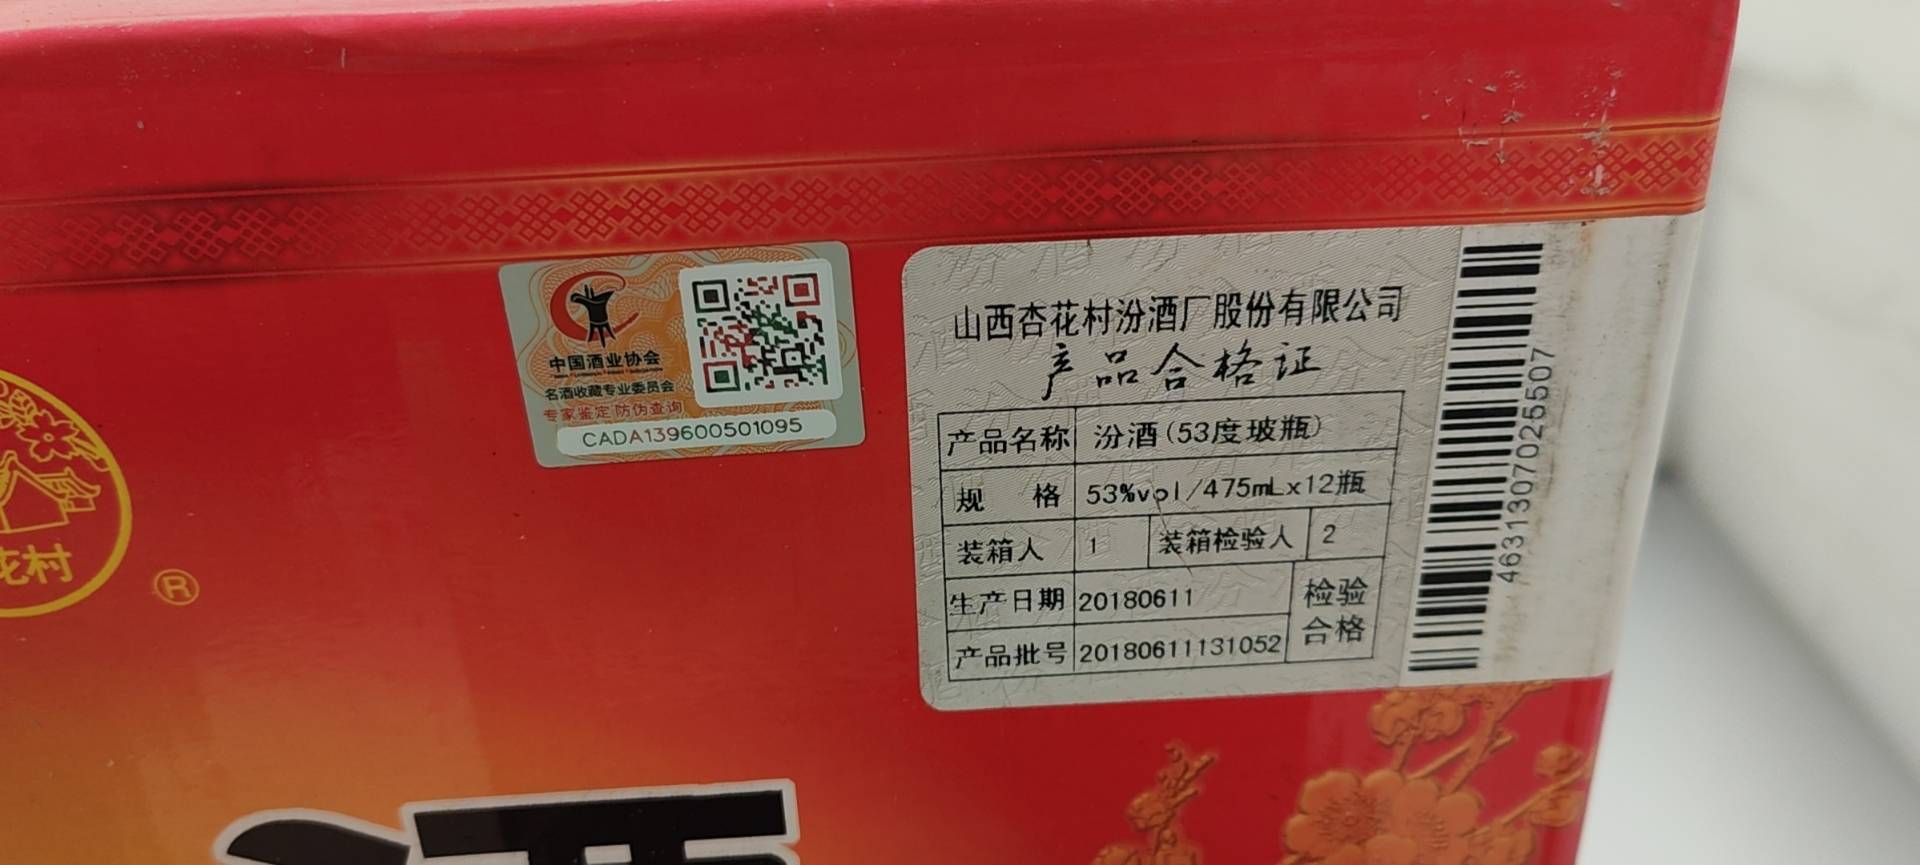 中国酒业协会
名酒收藏专业委员会
专家鉴定 防伪查询
CADA139600501095
山西杏花村汾酒厂股份有限公司
产品合格证
产品名称 汾酒(53度玻瓶)
规 格 53%vol/475mLx12瓶
装箱人 1 装箱检验人 2
生产日期 20180611
检验合格
产品批号 20180611131052
4631307025507
花村
®
酒